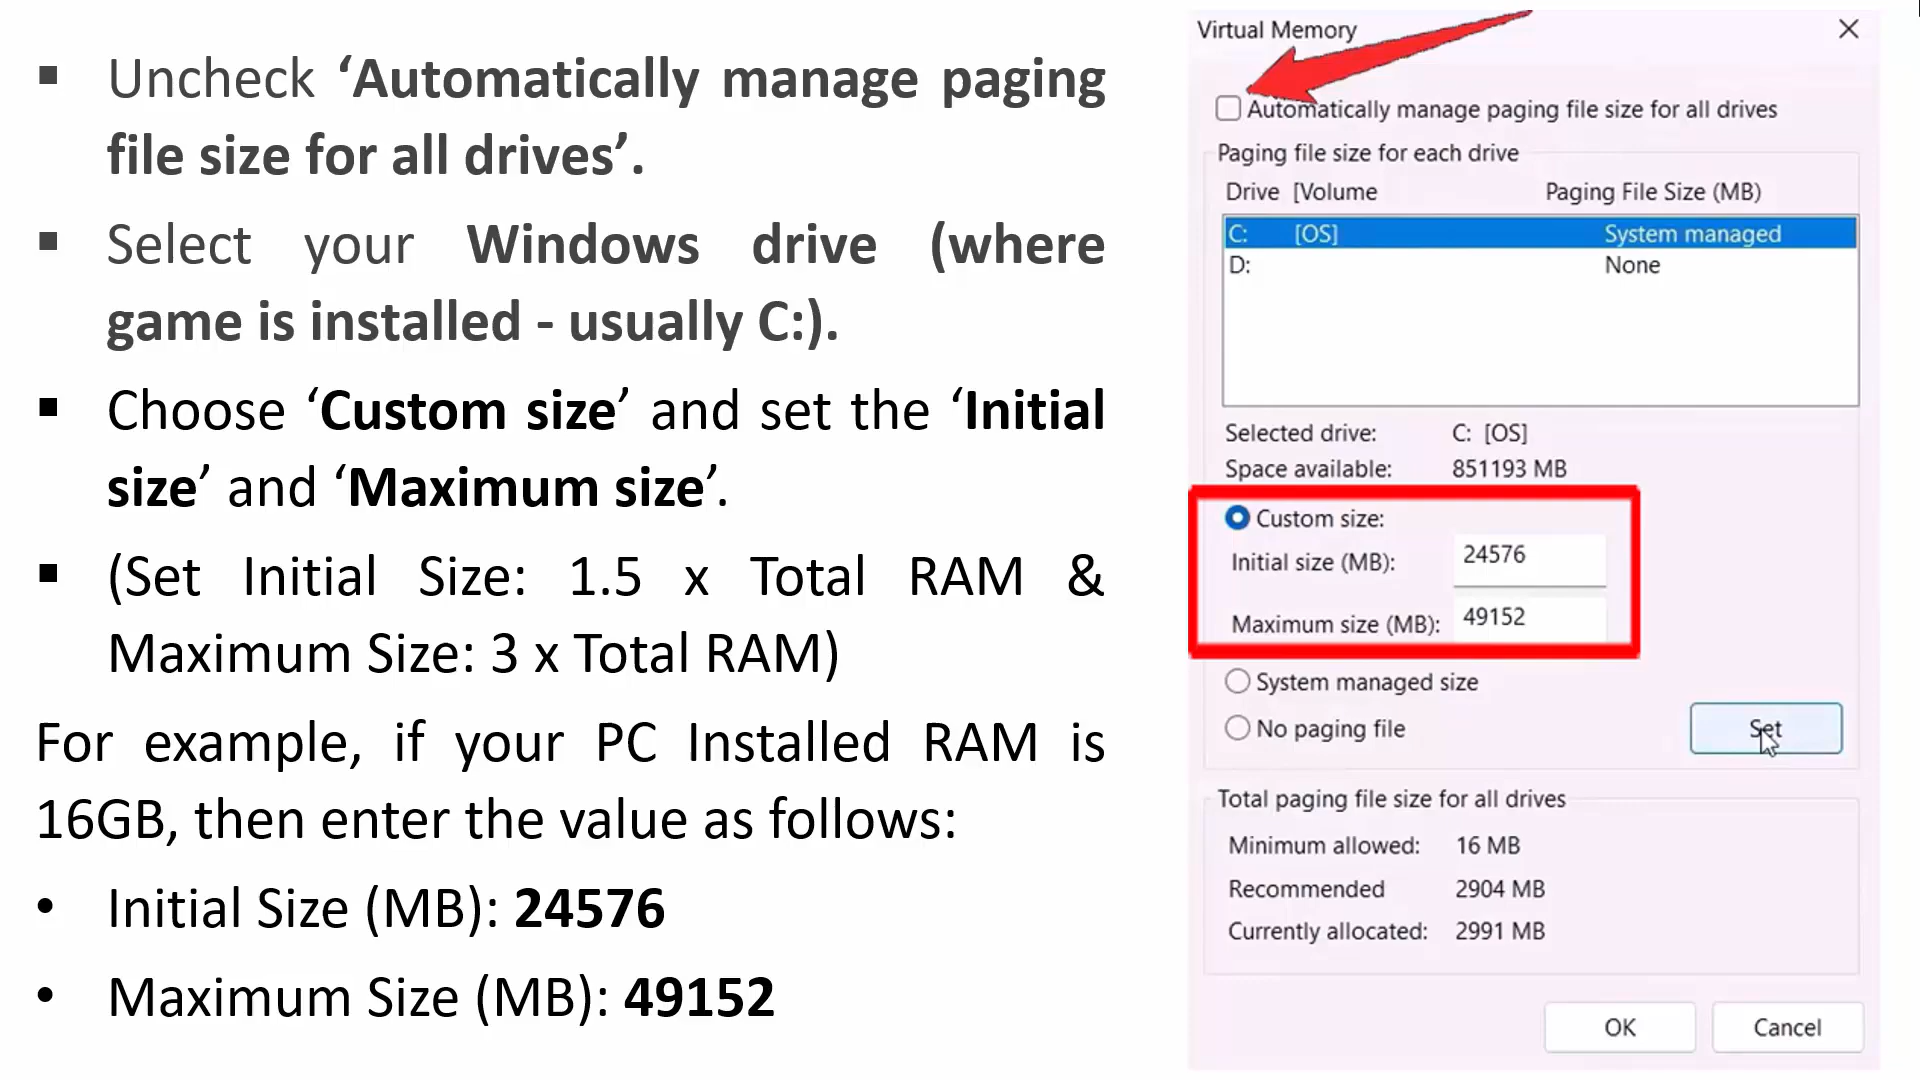 ▪ Uncheck ‘Automatically manage paging
file size for all drives’.
▪ Select your Windows drive (where
game is installed - usually C:).
▪ Choose ‘Custom size’ and set the ‘Initial
size’ and ‘Maximum size’.
▪ (Set Initial Size: 1.5 x Total RAM &
Maximum Size: 3 x Total RAM)
For example, if your PC Installed RAM is
16GB, then enter the value as follows:
• Initial Size (MB): 24576
• Maximum Size (MB): 49152
Virtual Memory
Automatically manage paging file size for all drives
Paging file size for each drive
Drive [Volume Paging File Size (MB)
C: [OS] System managed
D: None
Selected drive: C: [OS]
Space available: 851193 MB
Custom size:
Initial size (MB): 24576
Maximum size (MB): 49152
System managed size
No paging file
Set
Total paging file size for all drives
Minimum allowed: 16 MB
Recommended 2904 MB
Currently allocated: 2991 MB
OK Cancel